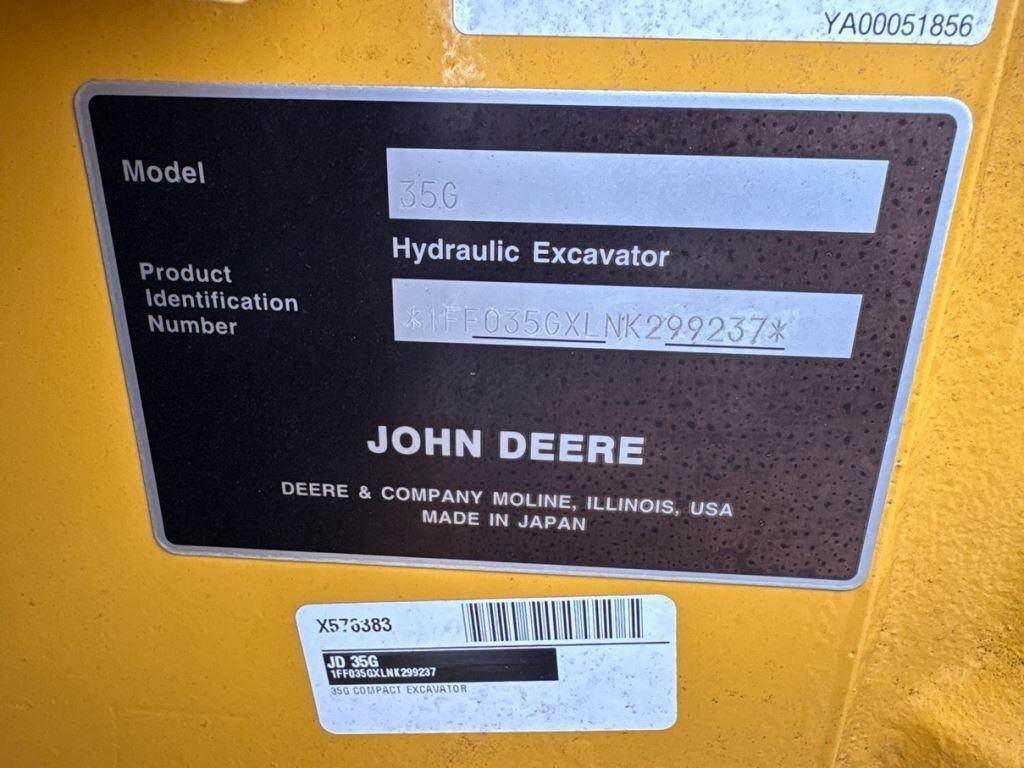 YA00051856
Model
35G
Hydraulic Excavator
Product
Identification
Number
*1FF035GXLNK299237*
JOHN DEERE
DEERE & COMPANY MOLINE, ILLINOIS, USA
MADE IN JAPAN
X576383
JD 35G
1FF035GXLNK299237
35G COMPACT EXCAVATOR